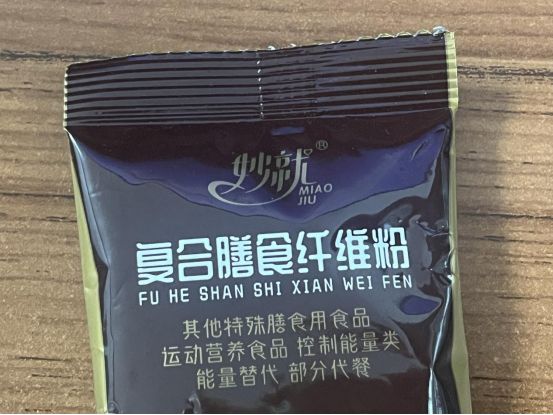 妙就®
MIAO
JIU
复合膳食纤维粉
FU HE SHAN SHI XIAN WEI FEN
其他特殊膳食用食品
运动营养食品 控制能量类
能量替代 部分代餐